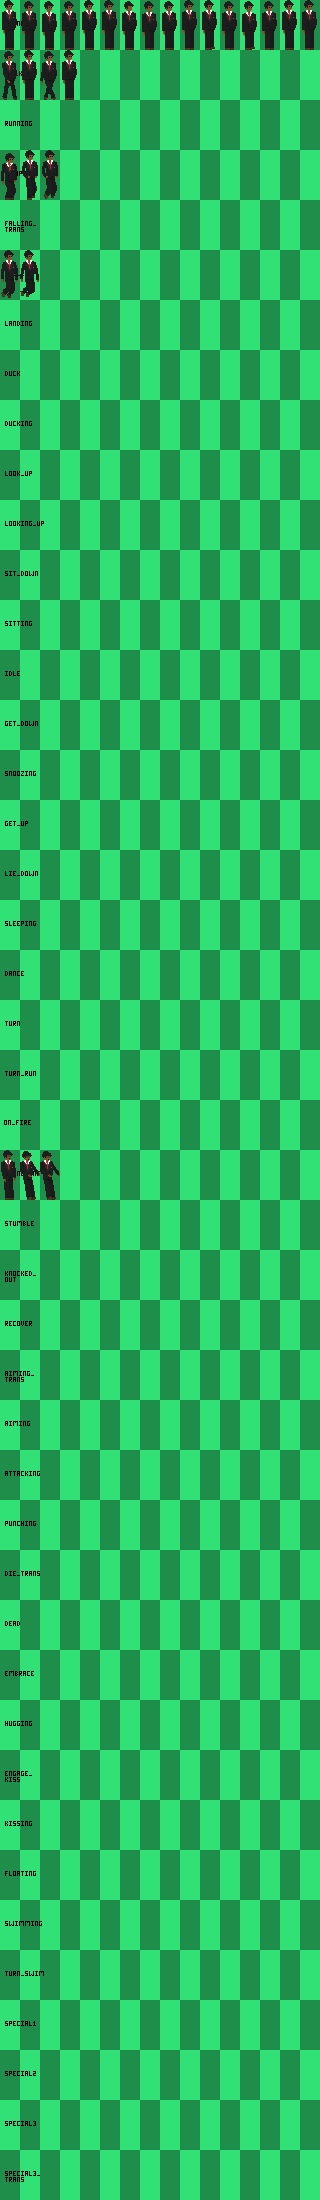 RUNNING
FALLING_
TRANS
LANDING
DUCK
DUCKING
LOOK_UP
LOOKING_UP
SIT_DOWN
SITTING
IDLE
GET_DOWN
SNOOZING
GET_UP
LIE_DOWN
SLEEPING
DANCE
TURN
TURN_RUN
ON_FIRE
STUMBLE
KNOCKED_
OUT
RECOVER
AIMING_
TRANS
AIMING
ATTACKING
PUNCHING
DIE_TRANS
DEAD
EMBRACE
HUGGING
ENGAGE_
KISS
KISSING
FLOATING
SWIMMING
TURN_SWIM
SPECIAL1
SPECIAL2
SPECIAL3
SPECIAL3_
TRANS